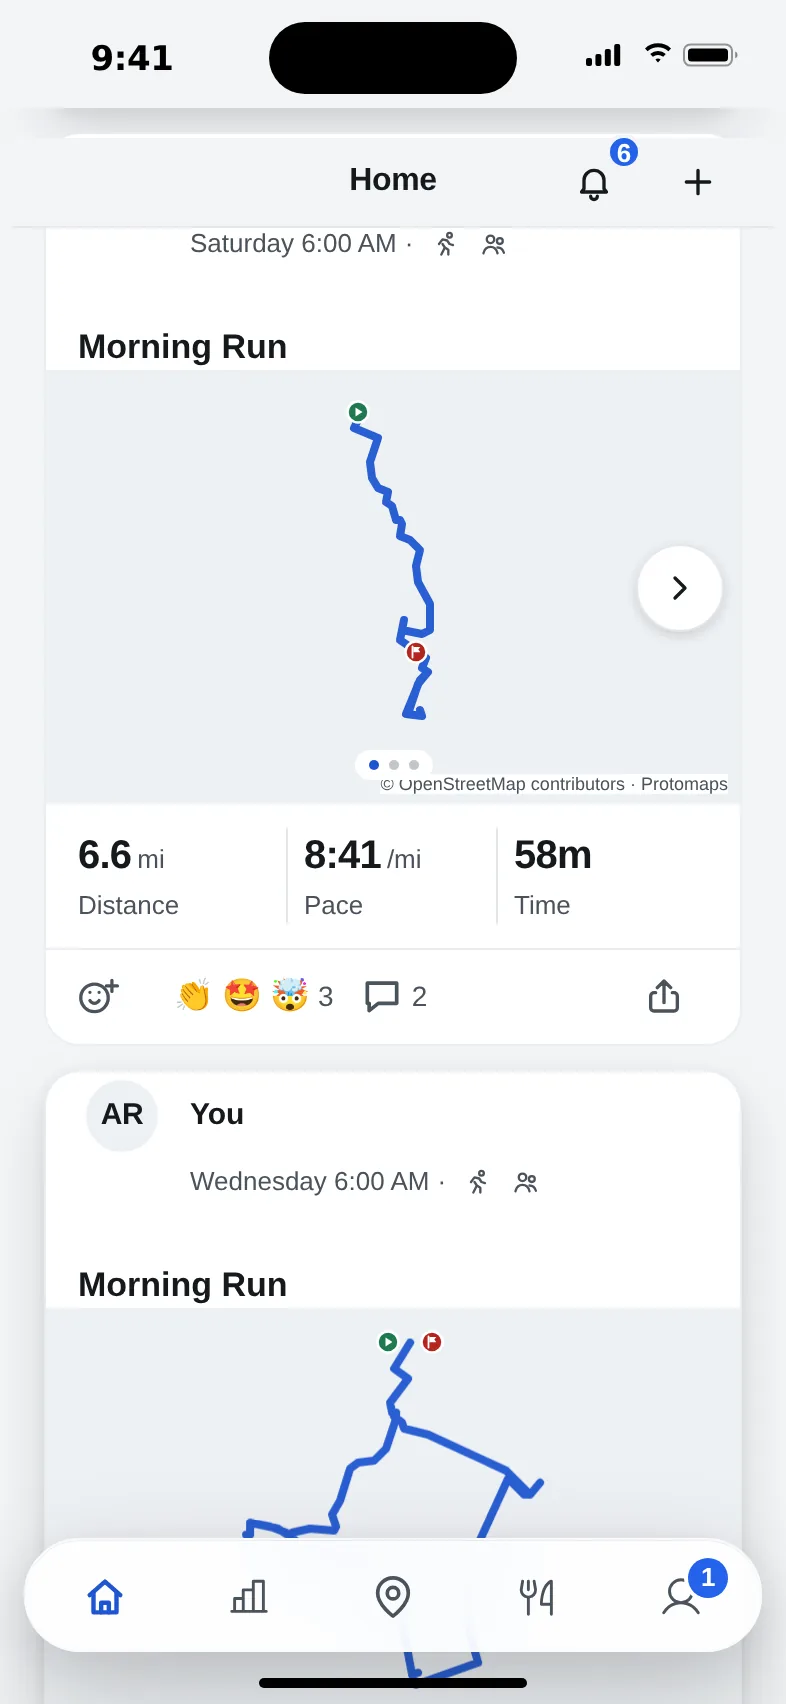 9:41
Home
6
Saturday 6:00 AM ·
Morning Run
© OpenStreetMap contributors · Protomaps
6.6 mi
Distance
8:41 /mi
Pace
58m
Time
3
2
AR
You
Wednesday 6:00 AM ·
Morning Run
1